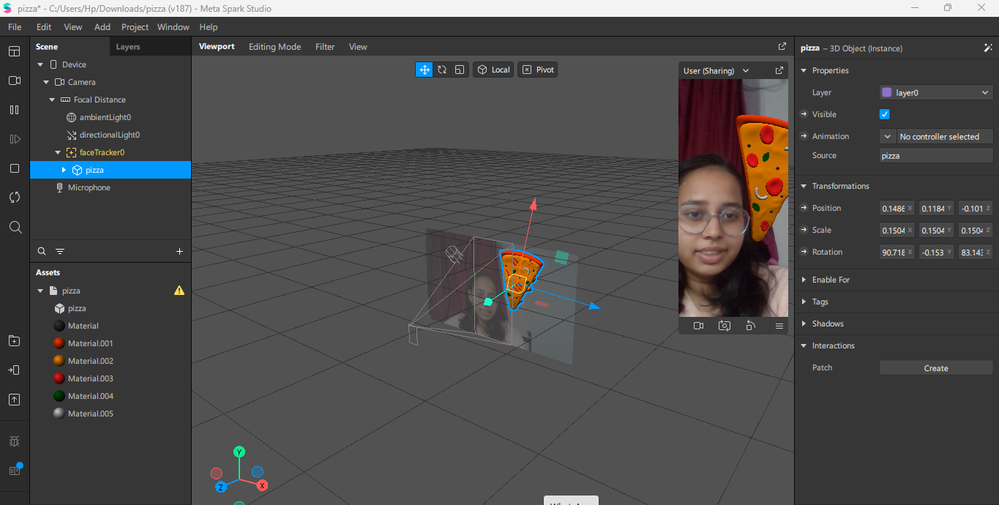 pizza* - C:/Users/Hp/Downloads/pizza (v187) - Meta Spark Studio
File Edit View Add Project Window Help
Scene Layers
Device
Camera
Focal Distance
ambientLight0
directionalLight0
faceTracker0
pizza
Microphone
Assets
pizza
pizza
Material
Material.001
Material.002
Material.003
Material.004
Material.005
Viewport Editing Mode Filter View
Local Pivot
User (Sharing)
Y
Z
X
pizza – 3D Object (Instance)
Properties
Layer layer0
Visible
Animation No controller selected
Source pizza
Transformations
Position 0.1486 X 0.1184 Y -0.101 Z
Scale 0.1504 X 0.1504 Y 0.1504 Z
Rotation 90.718 X -0.153 Y 83.143 Z
Enable For
Tags
Shadows
Interactions
Patch Create